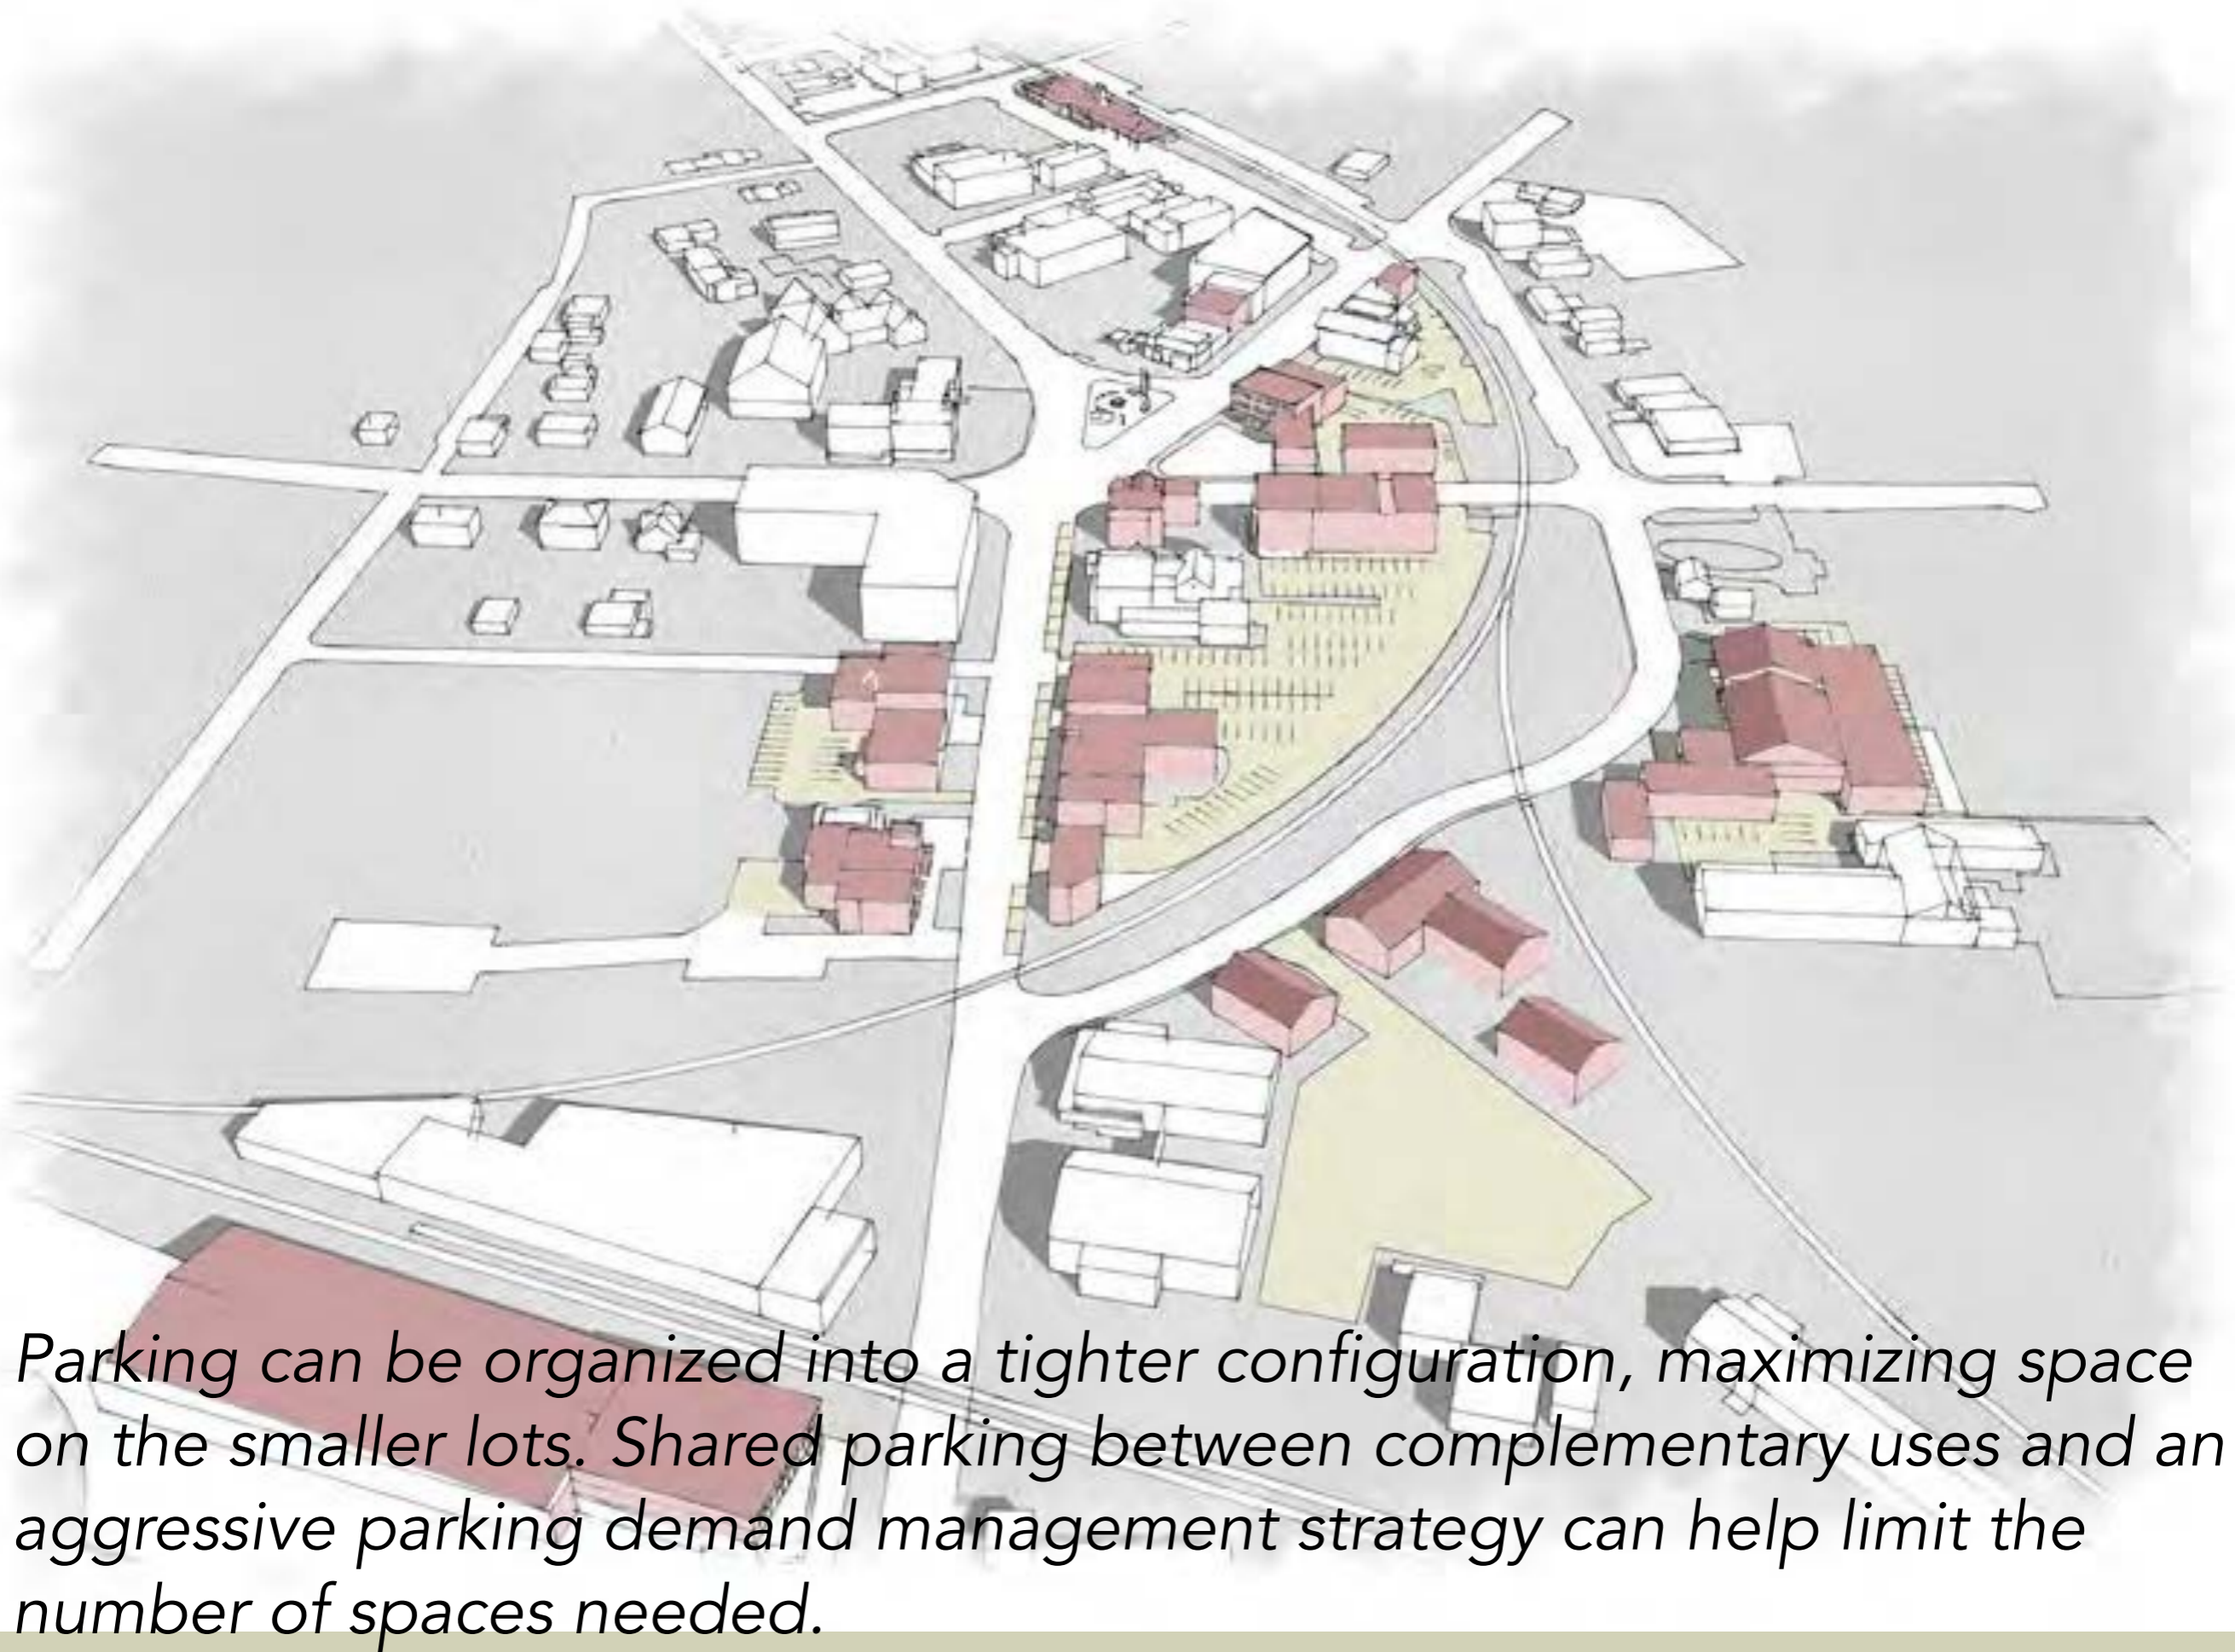 Parking can be organized into a tighter configuration, maximizing space
on the smaller lots. Shared parking between complementary uses and an
aggressive parking demand management strategy can help limit the
number of spaces needed.